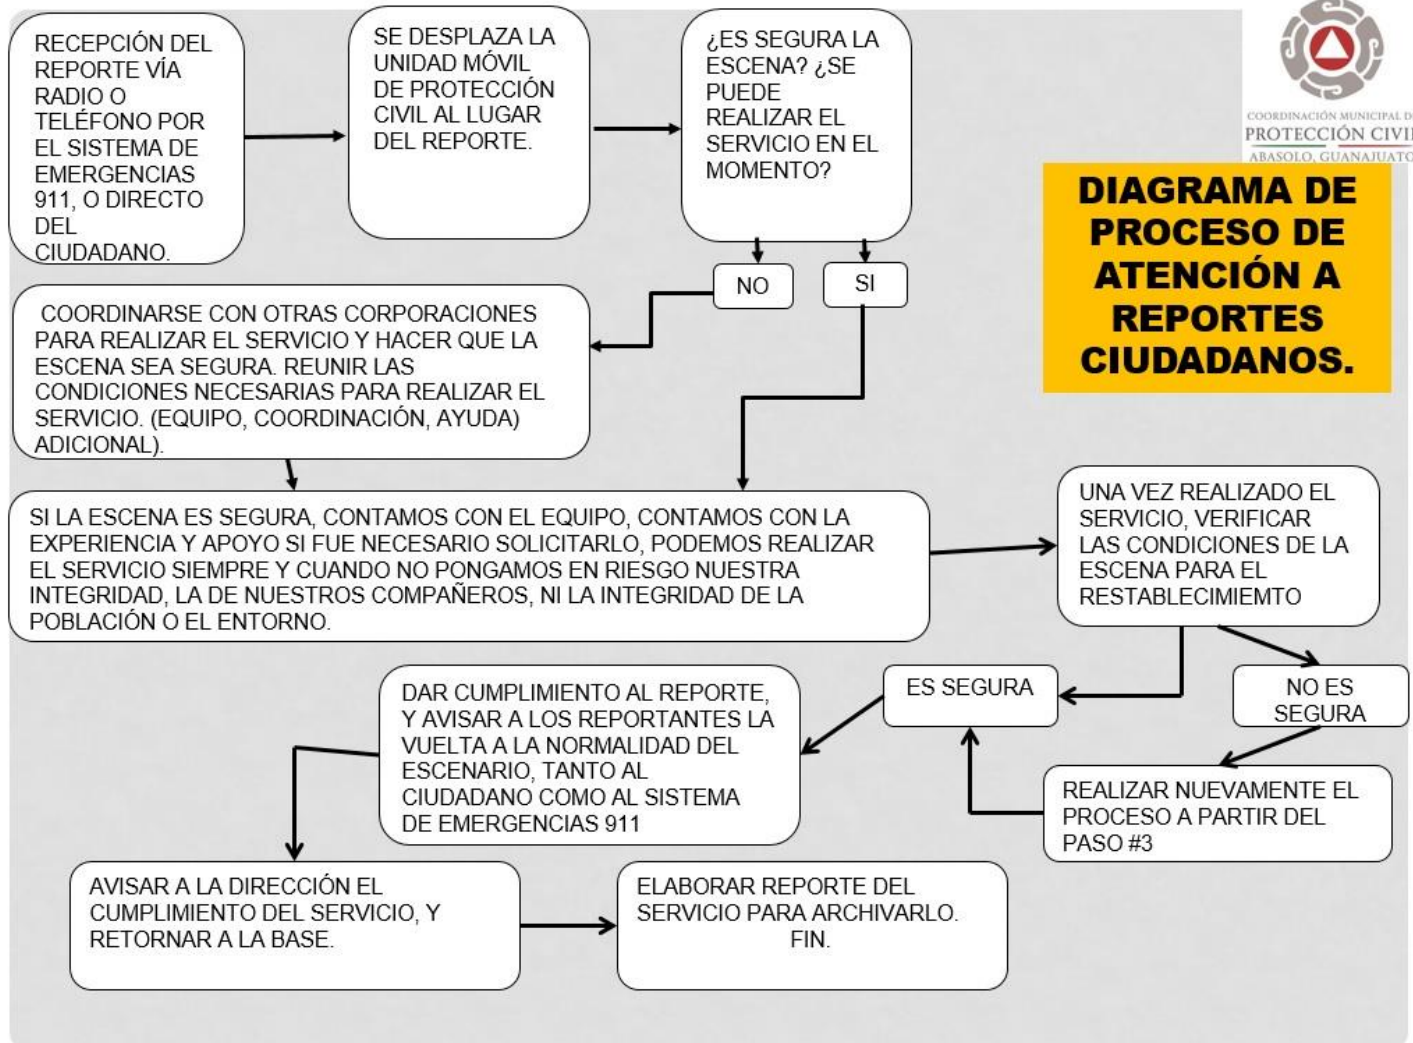 RECEPCIÓN DEL
REPORTE VÍA
RADIO O
TELÉFONO POR
EL SISTEMA DE
EMERGENCIAS
911, O DIRECTO
DEL
CIUDADANO.
SE DESPLAZA LA
UNIDAD MÓVIL
DE PROTECCIÓN
CIVIL AL LUGAR
DEL REPORTE.
¿ES SEGURA LA
ESCENA? ¿SE
PUEDE
REALIZAR EL
SERVICIO EN EL
MOMENTO?
COORDINACIÓN MUNICIPAL DE
PROTECCIÓN CIVIL
ABASOLO, GUANAJUATO
DIAGRAMA DE
PROCESO DE
ATENCIÓN A
REPORTES
CIUDADANOS.
NO
SI
COORDINARSE CON OTRAS CORPORACIONES
PARA REALIZAR EL SERVICIO Y HACER QUE LA
ESCENA SEA SEGURA. REUNIR LAS
CONDICIONES NECESARIAS PARA REALIZAR EL
SERVICIO. (EQUIPO, COORDINACIÓN, AYUDA)
ADICIONAL).
SI LA ESCENA ES SEGURA, CONTAMOS CON EL EQUIPO, CONTAMOS CON LA
EXPERIENCIA Y APOYO SI FUE NECESARIO SOLICITARLO, PODEMOS REALIZAR
EL SERVICIO SIEMPRE Y CUANDO NO PONGAMOS EN RIESGO NUESTRA
INTEGRIDAD, LA DE NUESTROS COMPAÑEROS, NI LA INTEGRIDAD DE LA
POBLACIÓN O EL ENTORNO.
UNA VEZ REALIZADO EL
SERVICIO, VERIFICAR
LAS CONDICIONES DE LA
ESCENA PARA EL
RESTABLECIMIEMTO
ES SEGURA
NO ES
SEGURA
REALIZAR NUEVAMENTE EL
PROCESO A PARTIR DEL
PASO #3
DAR CUMPLIMIENTO AL REPORTE,
Y AVISAR A LOS REPORTANTES LA
VUELTA A LA NORMALIDAD DEL
ESCENARIO, TANTO AL
CIUDADANO COMO AL SISTEMA
DE EMERGENCIAS 911
AVISAR A LA DIRECCIÓN EL
CUMPLIMIENTO DEL SERVICIO, Y
RETORNAR A LA BASE.
ELABORAR REPORTE DEL
SERVICIO PARA ARCHIVARLO.
FIN.